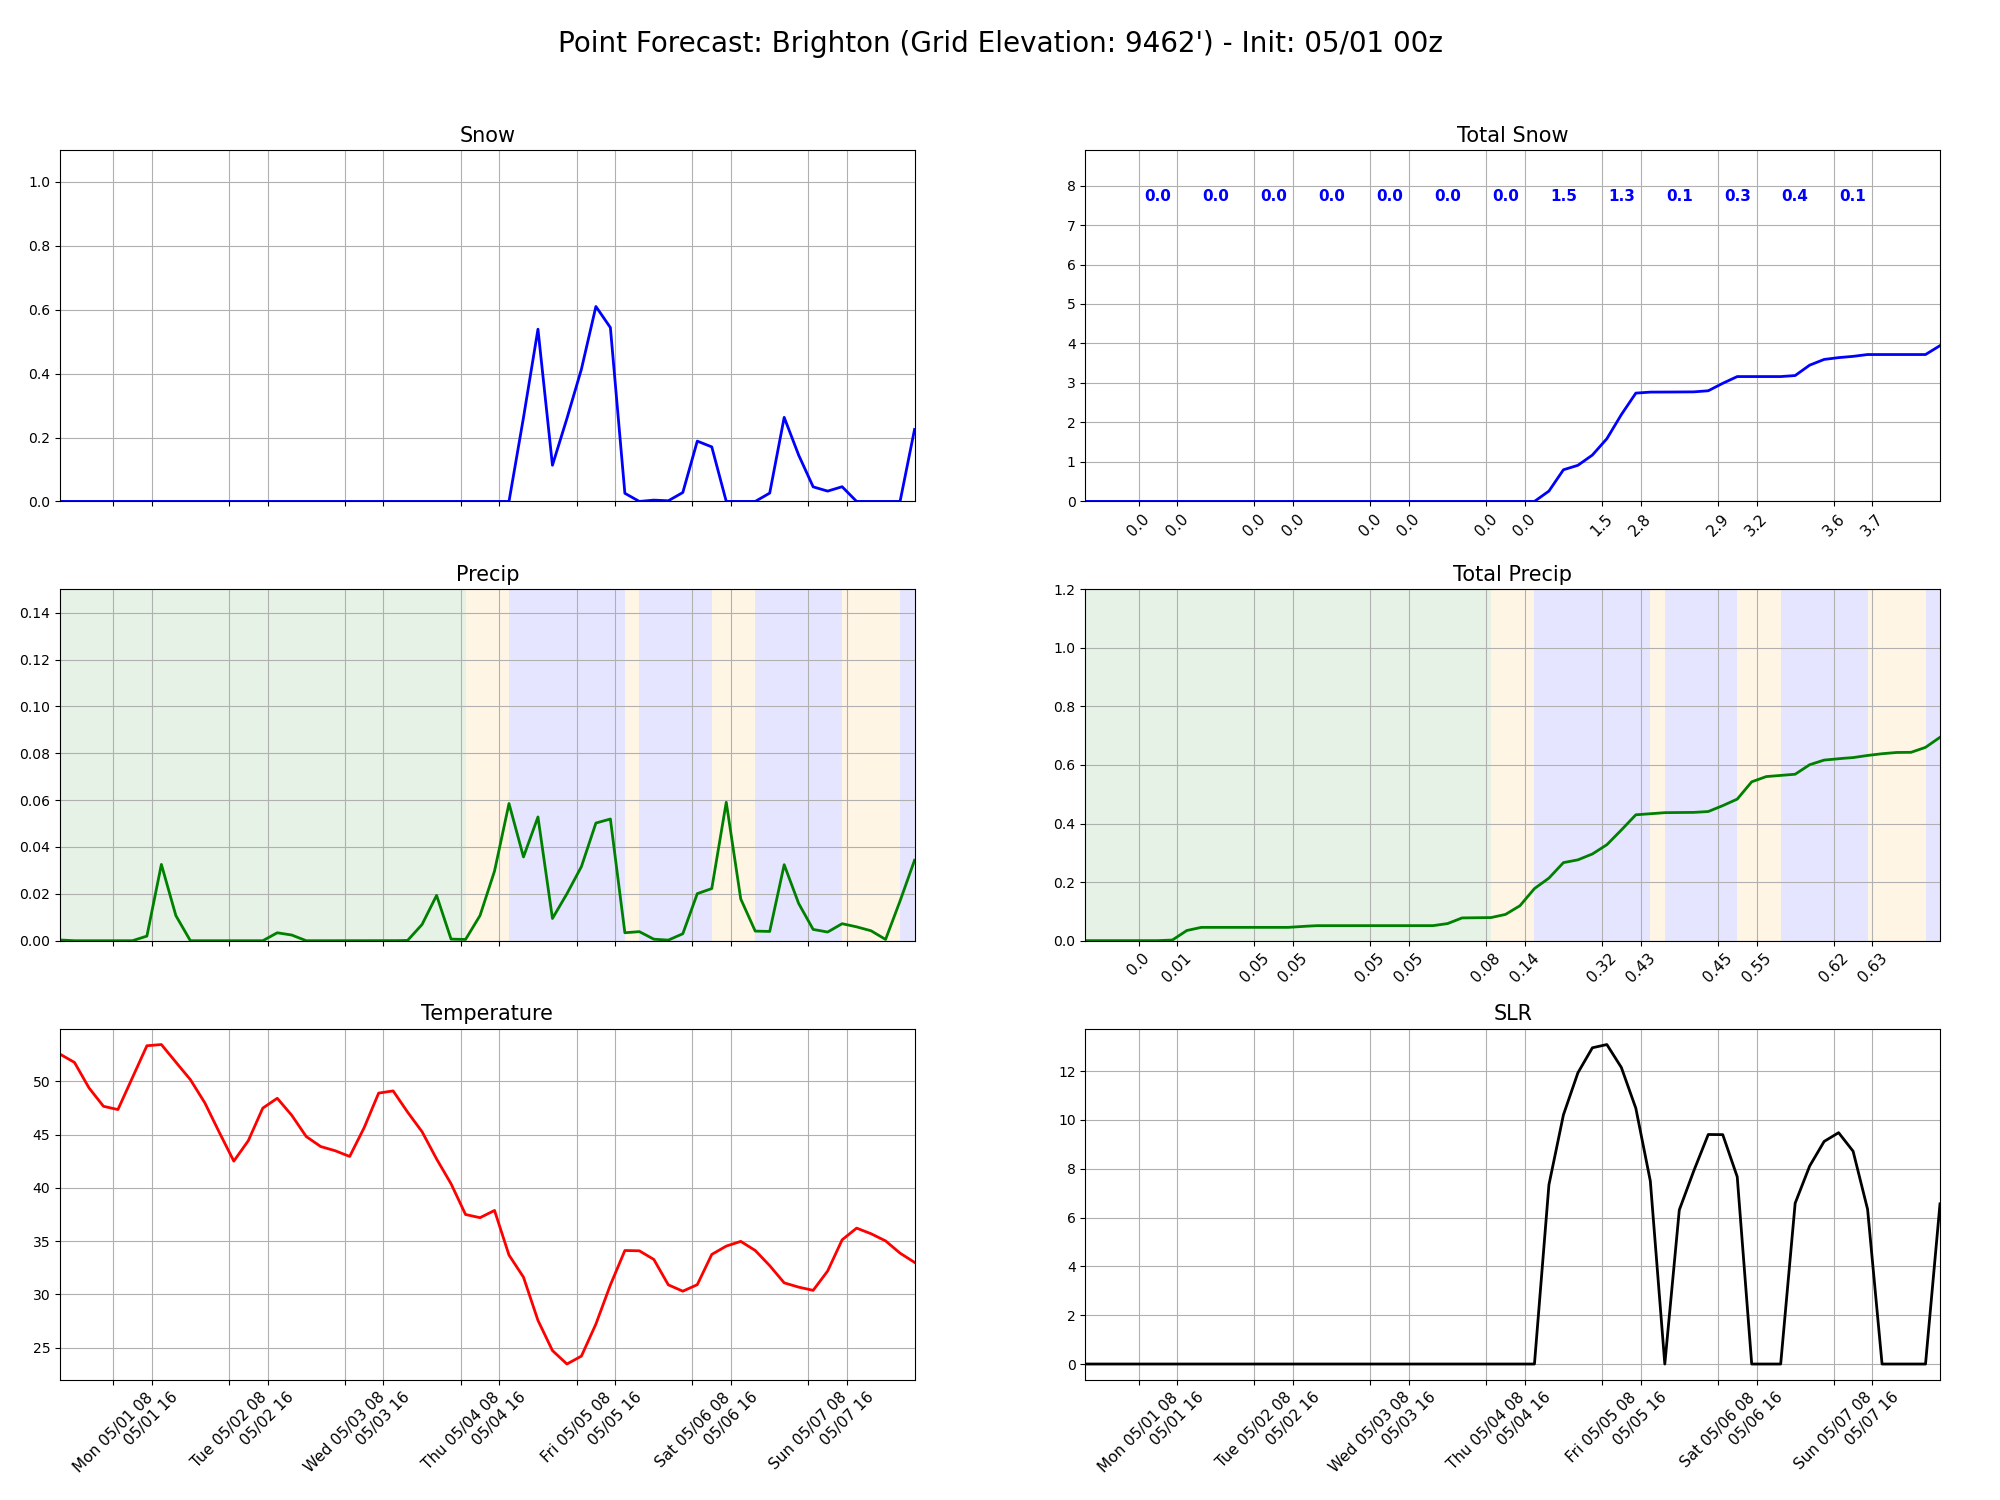 Point Forecast: Brighton (Grid Elevation: 9462') - Init: 05/01 00z
Snow
1.0
0.8
0.6
0.4
0.2
0.0
Total Snow
8
7
6
5
4
3
2
1
0
0.0 0.0 0.0 0.0 0.0 0.0 0.0 1.5 1.3 0.1 0.3 0.4 0.1
0.0 0.0 0.0 0.0 0.0 0.0 0.0 0.0 1.5 2.8 2.9 3.2 3.6 3.7
Precip
0.14
0.12
0.10
0.08
0.06
0.04
0.02
0.00
Total Precip
1.2
1.0
0.8
0.6
0.4
0.2
0.0
0.0 0.01 0.05 0.05 0.05 0.05 0.08 0.14 0.32 0.43 0.45 0.55 0.62 0.63
Temperature
50
45
40
35
30
25
Mon 05/01 08
05/01 16
Tue 05/02 08
05/02 16
Wed 05/03 08
05/03 16
Thu 05/04 08
05/04 16
Fri 05/05 08
05/05 16
Sat 05/06 08
05/06 16
Sun 05/07 08
05/07 16
SLR
12
10
8
6
4
2
0
Mon 05/01 08
05/01 16
Tue 05/02 08
05/02 16
Wed 05/03 08
05/03 16
Thu 05/04 08
05/04 16
Fri 05/05 08
05/05 16
Sat 05/06 08
05/06 16
Sun 05/07 08
05/07 16